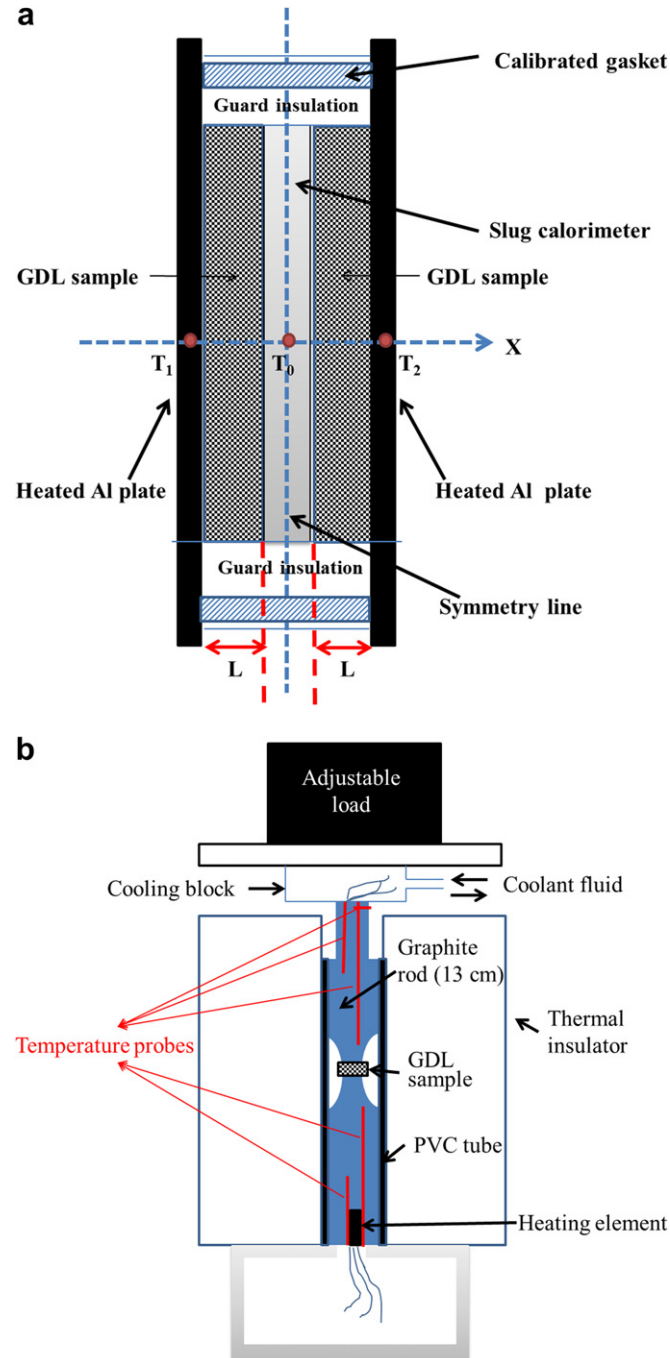 a
Calibrated gasket
Guard insulation
Slug calorimeter
GDL sample
GDL sample
X
T1
T0
T2
Heated Al plate
Heated Al plate
Guard insulation
Symmetry line
L
L
b
Adjustable
load
Cooling block
Coolant fluid
Graphite
rod (13 cm)
Temperature probes
Thermal
insulator
GDL
sample
PVC tube
Heating element